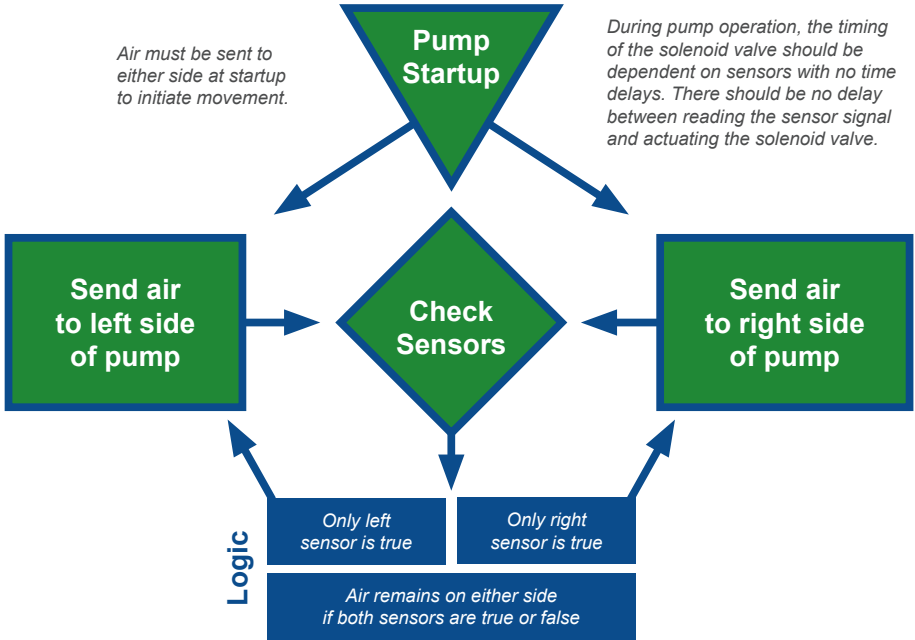 Air must be sent to
either side at startup
to initiate movement.
Pump
Startup
During pump operation, the timing
of the solenoid valve should be
dependent on sensors with no time
delays. There should be no delay
between reading the sensor signal
and actuating the solenoid valve.
Send air
to left side
of pump
Check
Sensors
Send air
to right side
of pump
Logic
Only left
sensor is true
Only right
sensor is true
Air remains on either side
if both sensors are true or false